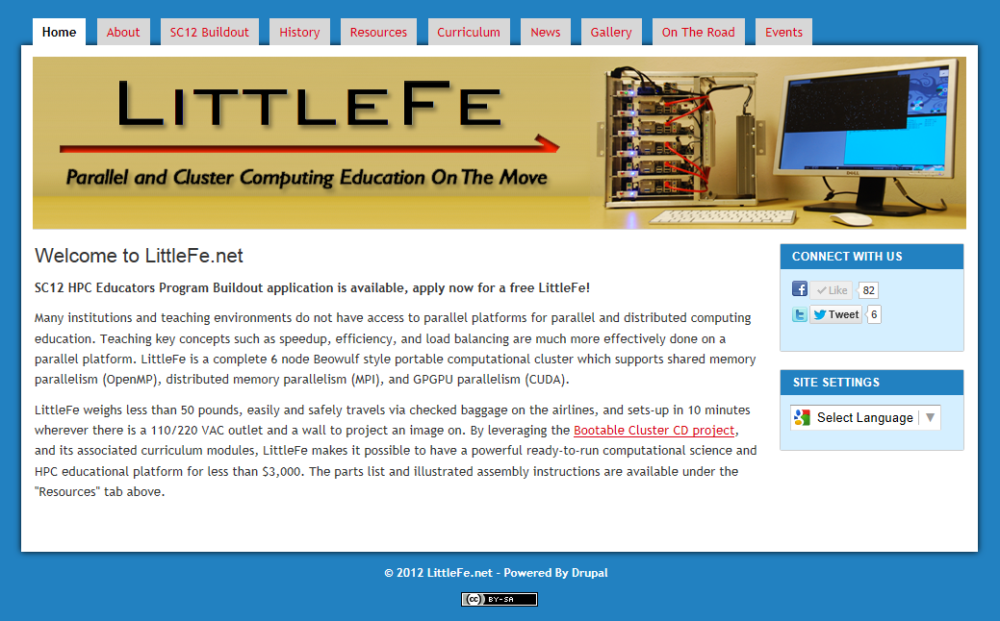 Home About SC12 Buildout History Resources Curriculum News Gallery On The Road Events
LITTLEFE
Parallel and Cluster Computing Education On The Move
DELL
Welcome to LittleFe.net
SC12 HPC Educators Program Buildout application is available, apply now for a free LittleFe!
Many institutions and teaching environments do not have access to parallel platforms for parallel and distributed computing
education. Teaching key concepts such as speedup, efficiency, and load balancing are much more effectively done on a
parallel platform. LittleFe is a complete 6 node Beowulf style portable computational cluster which supports shared memory
parallelism (OpenMP), distributed memory parallelism (MPI), and GPGPU parallelism (CUDA).
LittleFe weighs less than 50 pounds, easily and safely travels via checked baggage on the airlines, and sets-up in 10 minutes
wherever there is a 110/220 VAC outlet and a wall to project an image on. By leveraging the Bootable Cluster CD project,
and its associated curriculum modules, LittleFe makes it possible to have a powerful ready-to-run computational science and
HPC educational platform for less than $3,000. The parts list and illustrated assembly instructions are available under the
"Resources" tab above.
CONNECT WITH US
Like 82
Tweet 6
SITE SETTINGS
Select Language
© 2012 LittleFe.net - Powered By Drupal
cc BY-SA